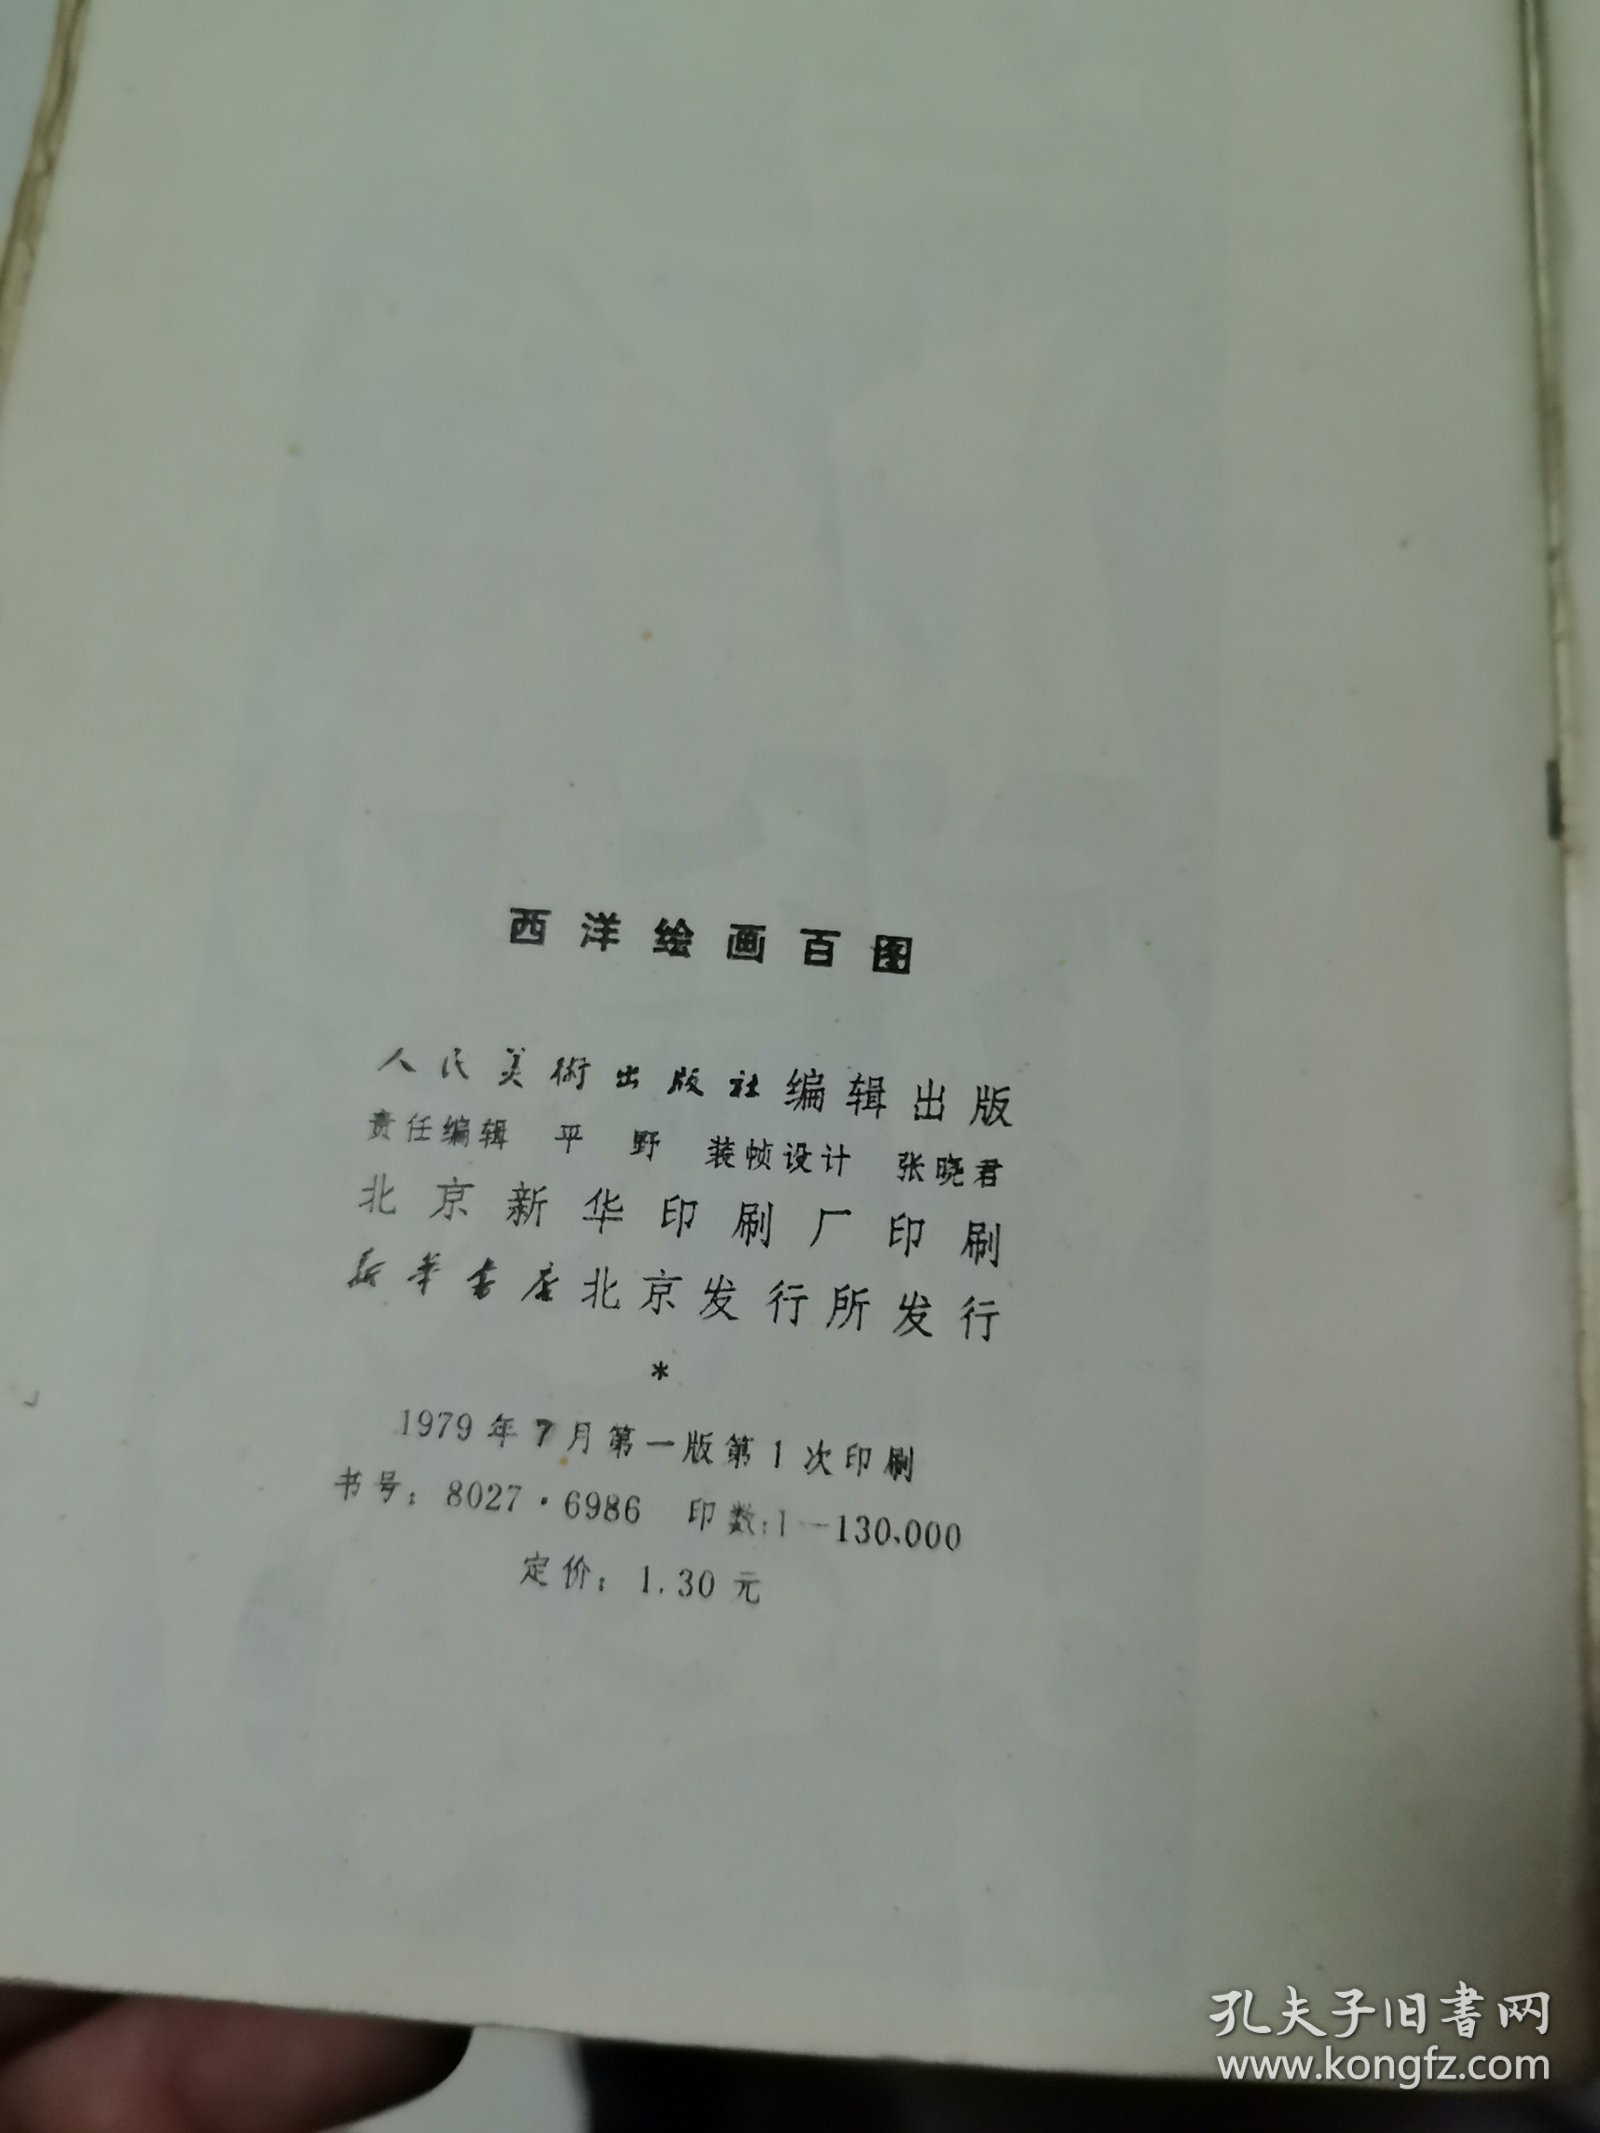 西洋绘画百图
人民美術出版社编辑出版
责任编辑 平 野 装帧设计 张晓君
北京新华印刷厂印刷
新华书店北京发行所发行
*
1979年7月第一版第1次印刷
书号：8027·6986 印数：1—130,000
定价：1.30元
孔夫子旧书网
www.kongfz.com